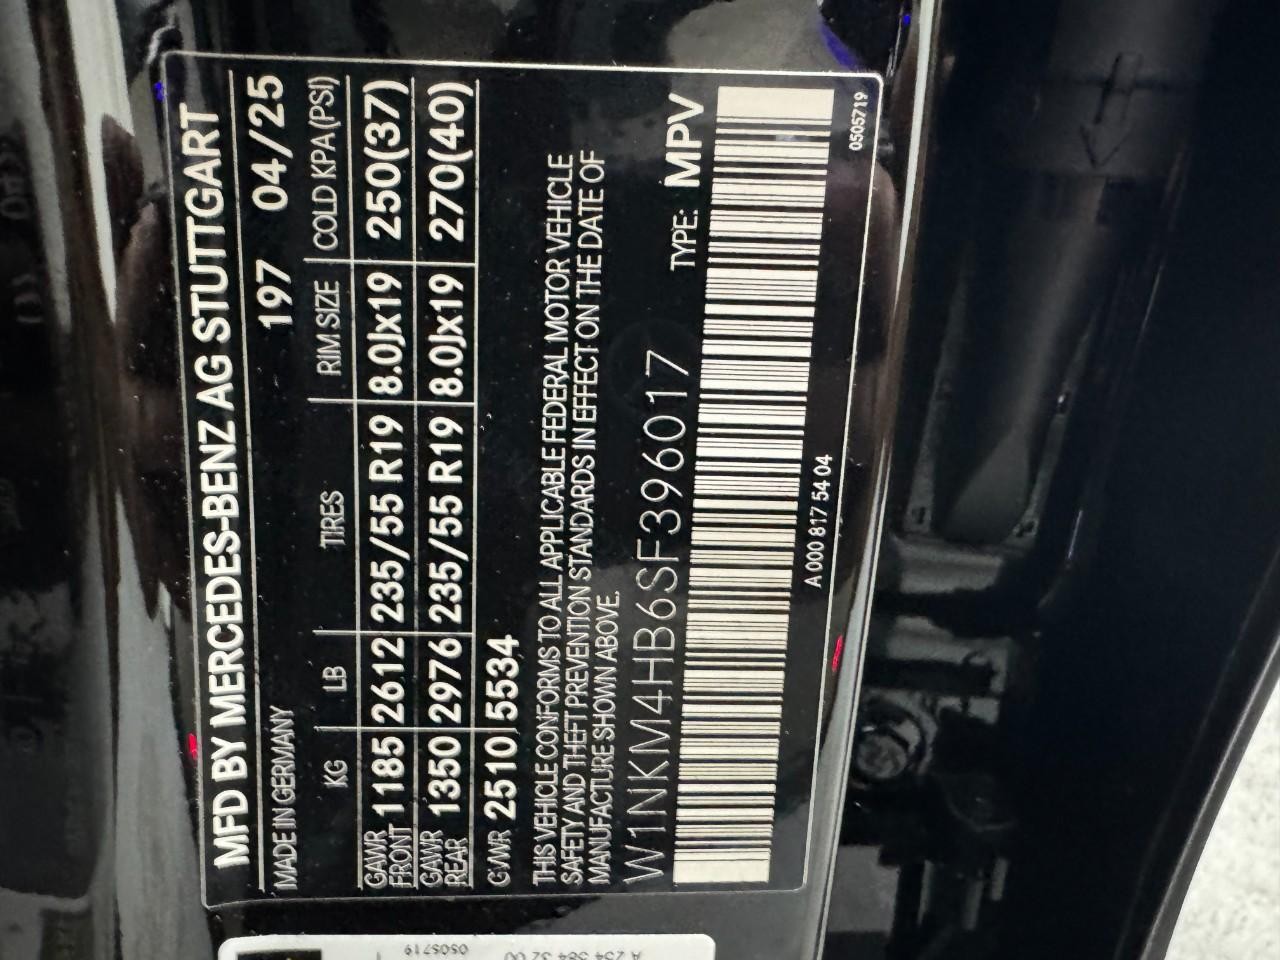 MFD BY MERCEDES-BENZ AG STUTTGART
MADE IN GERMANY 197 04/25
KG LB TIRES RIM SIZE COLD KPA (PSI)
GAWR FRONT 1185 2612 235/55 R19 8.0Jx19 250(37)
GAWR REAR 1350 2976 235/55 R19 8.0Jx19 270(40)
GVWR 2510 5534
THIS VEHICLE CONFORMS TO ALL APPLICABLE FEDERAL MOTOR VEHICLE
SAFETY AND THEFT PREVENTION STANDARDS IN EFFECT ON THE DATE OF
MANUFACTURE SHOWN ABOVE.
W1NKM4HB6SF396017 TYPE: MPV
A 000 817 54 04
0505719
0505719